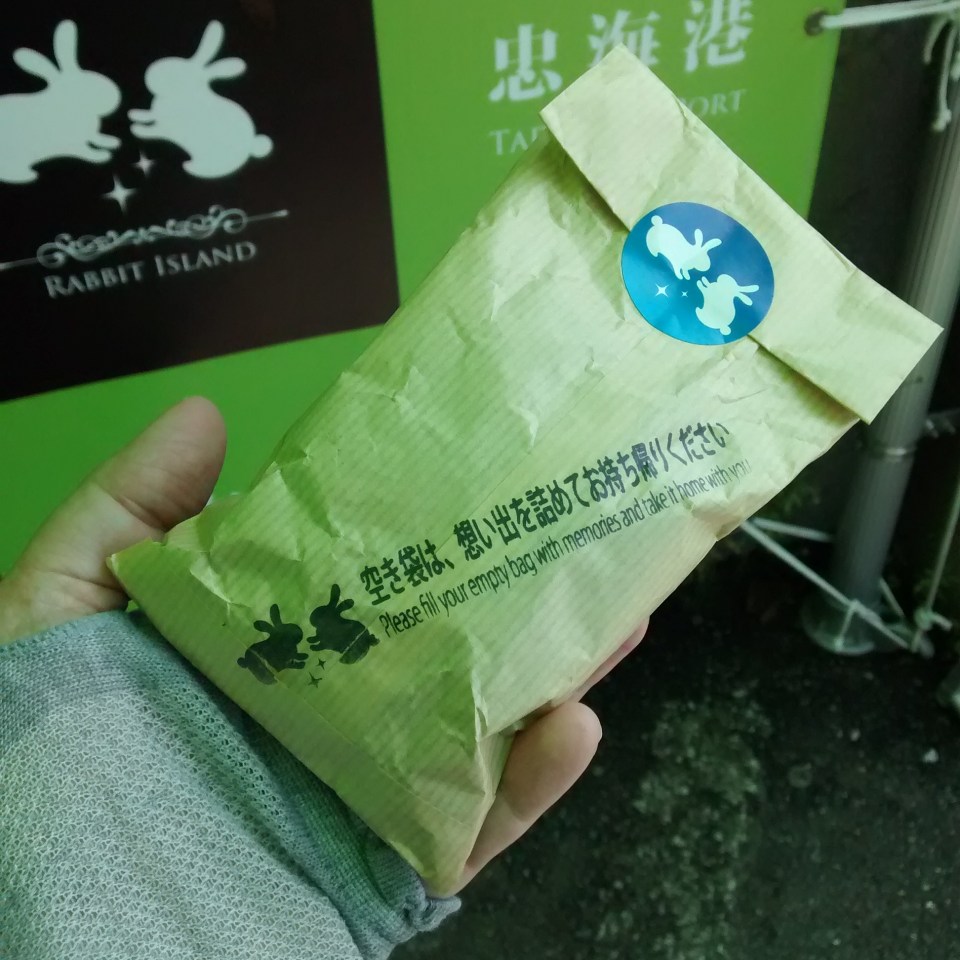 忠海港
RABBIT ISLAND
空き袋は、想い出を詰めてお持ち帰りください
Please fill your empty bag with memories and take it home with you